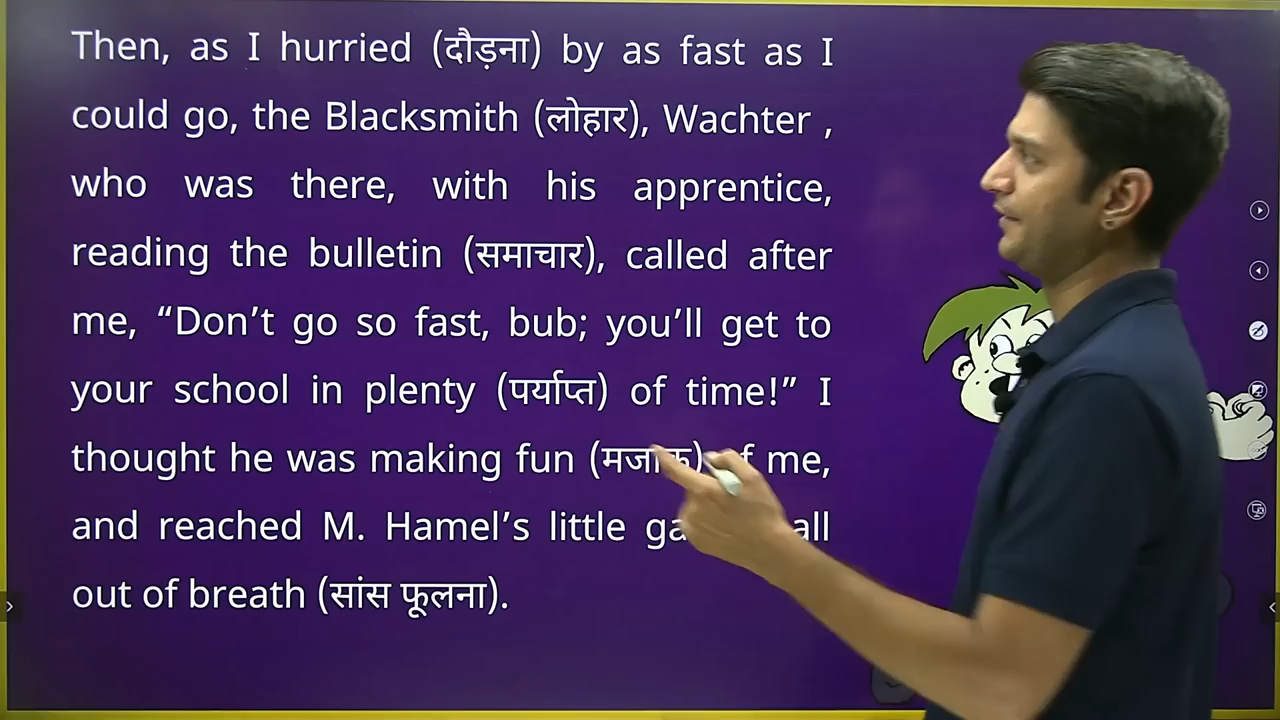 Then, as I hurried (दौड़ना) by as fast as I
could go, the Blacksmith (लोहार), Wachter ,
who was there, with his apprentice,
reading the bulletin (समाचार), called after
me, “Don’t go so fast, bub; you’ll get to
your school in plenty (पर्याप्त) of time!” I
thought he was making fun (मजाक) of me,
and reached M. Hamel’s little all
out of breath (सांस फूलना).